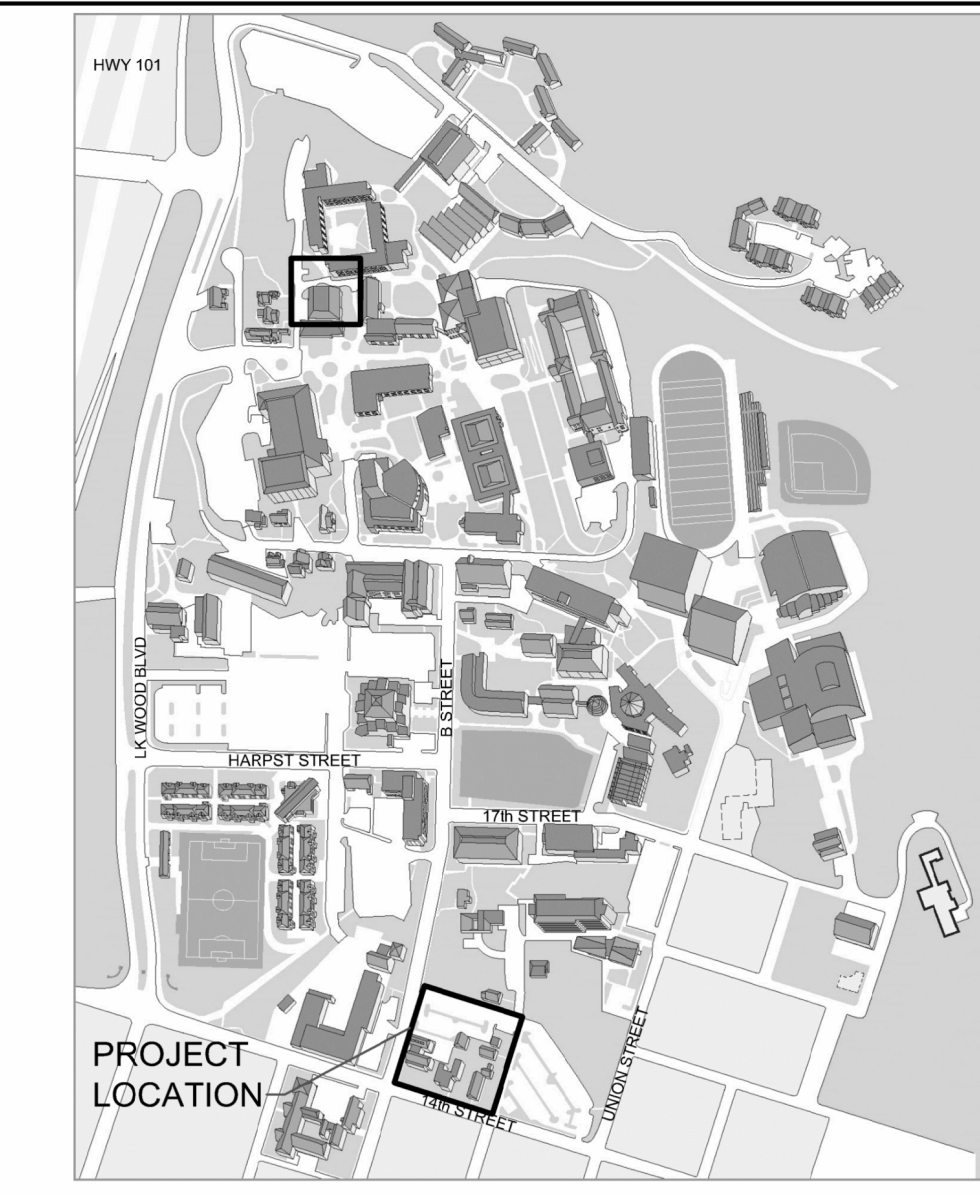 HWY 101
LK WOOD BLVD
B STREET
HARPST STREET
17th STREET
UNION STREET
PROJECT
LOCATION
14th STREET